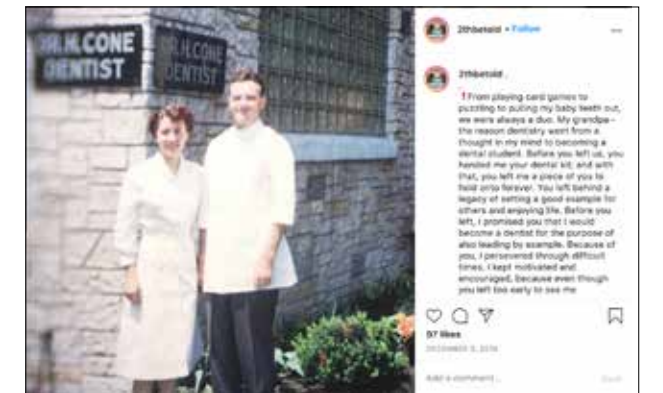 DR.H.CONE
DENTIST
DR.H.CONE
DENTIST
2thbetold • Follow
2thbetold .
From playing card games to
puzzling to pulling my baby teeth out,
we were always a duo. My grandpa -
the reason dentistry went from a
thought in my mind to becoming a
dental student. Before you left us, you
handed me your dental kit, and with
that, you left me a piece of you to
hold onto forever. You left behind a
legacy of setting a good example for
others and enjoying life. Before you
left, I promised you that I would
become a dentist for the purpose of
also leading by example. Because of
you, I persevered through difficult
times, I kept motivated and
encouraged, because even though
you left too early to see me
97 likes
DECEMBER
Add a comment...